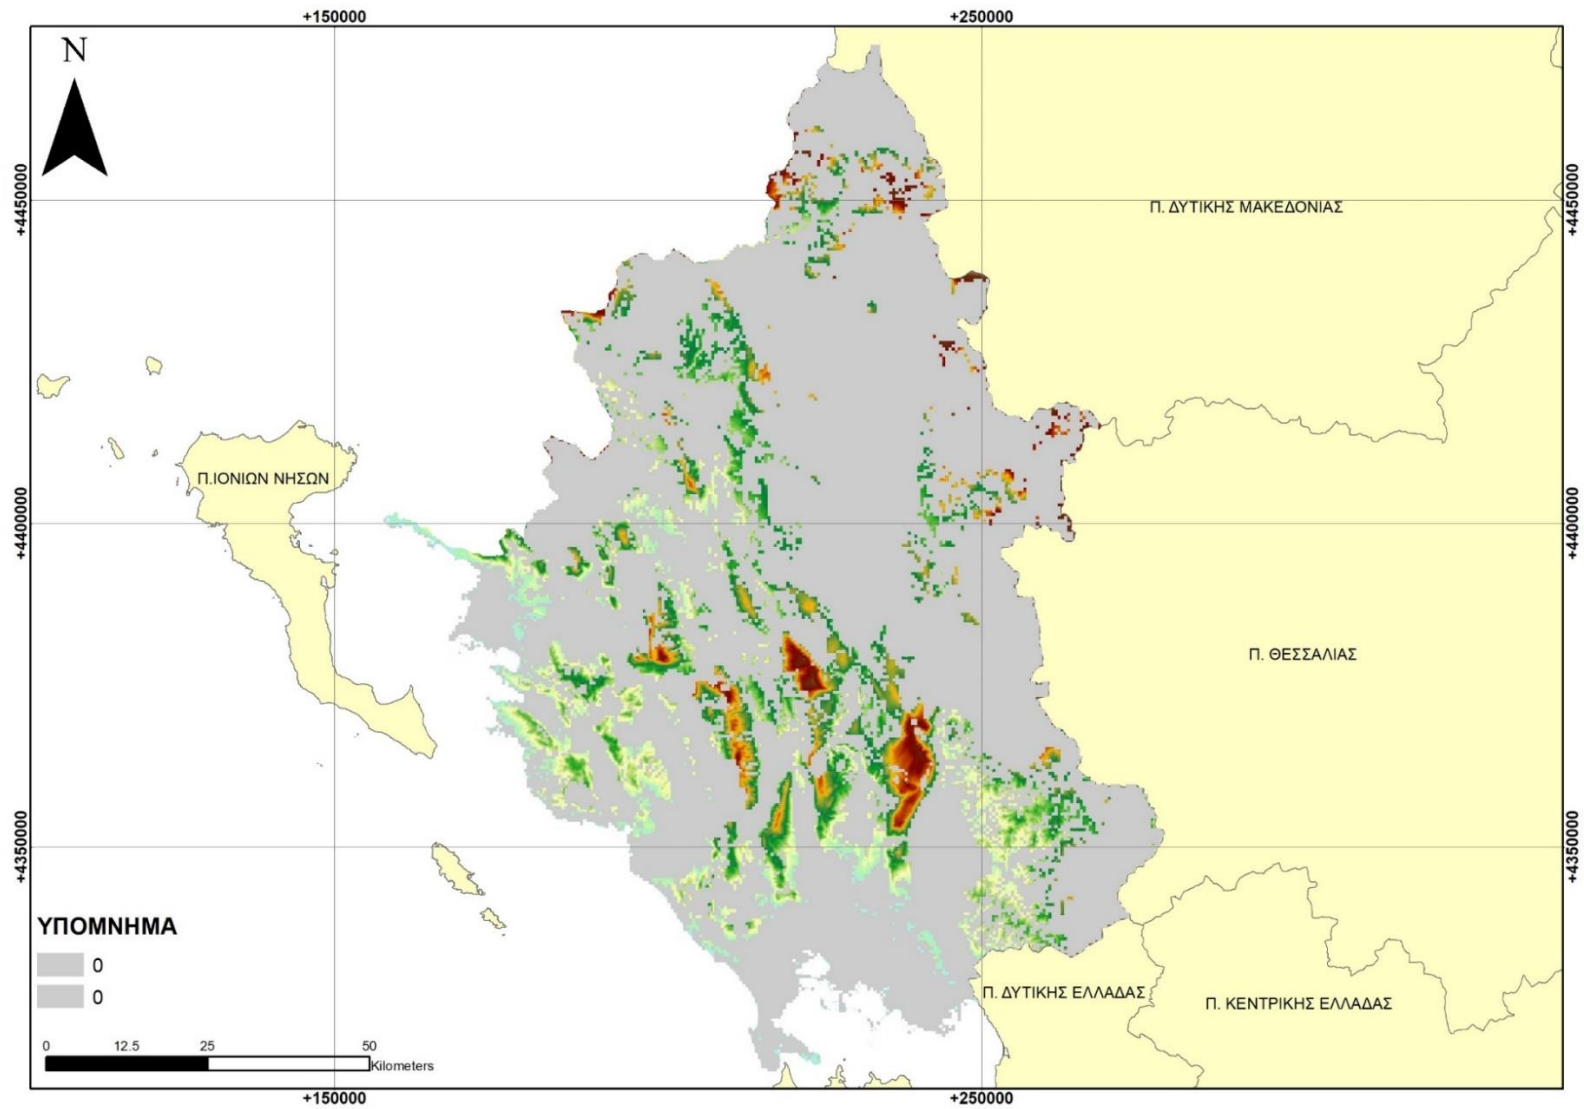 +150000
+250000
N
+4450000
+4450000
Π. ΔΥΤΙΚΗΣ ΜΑΚΕΔΟΝΙΑΣ
Π.ΙΟΝΙΩΝ ΝΗΣΩΝ
+4400000
+4400000
Π. ΘΕΣΣΑΛΙΑΣ
+4350000
+4350000
ΥΠΟΜΝΗΜΑ
0
0
Π. ΔΥΤΙΚΗΣ ΕΛΛΑΔΑΣ
Π. ΚΕΝΤΡΙΚΗΣ ΕΛΛΑΔΑΣ
0 12.5 25 50
Kilometers
+150000
+250000